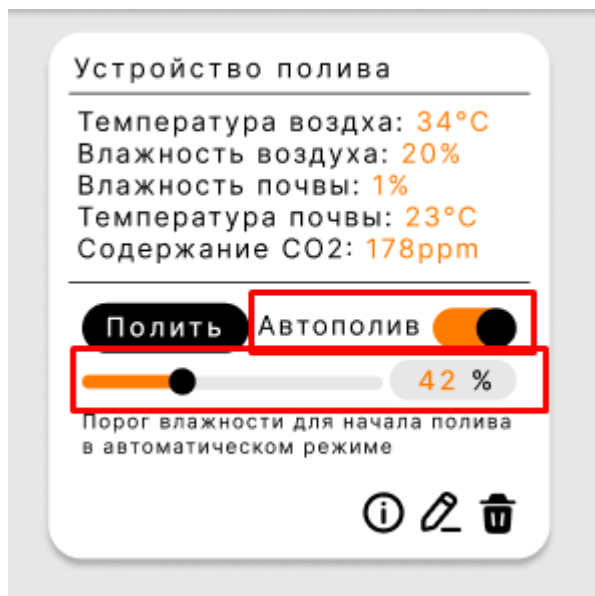 Устройство полива
Температура воздха: 34°C
Влажность воздуха: 20%
Влажность почвы: 1%
Температура почвы: 23°C
Содержание CO2: 178ppm
Полить Автополив
42 %
Порог влажности для начала полива
в автоматическом режиме